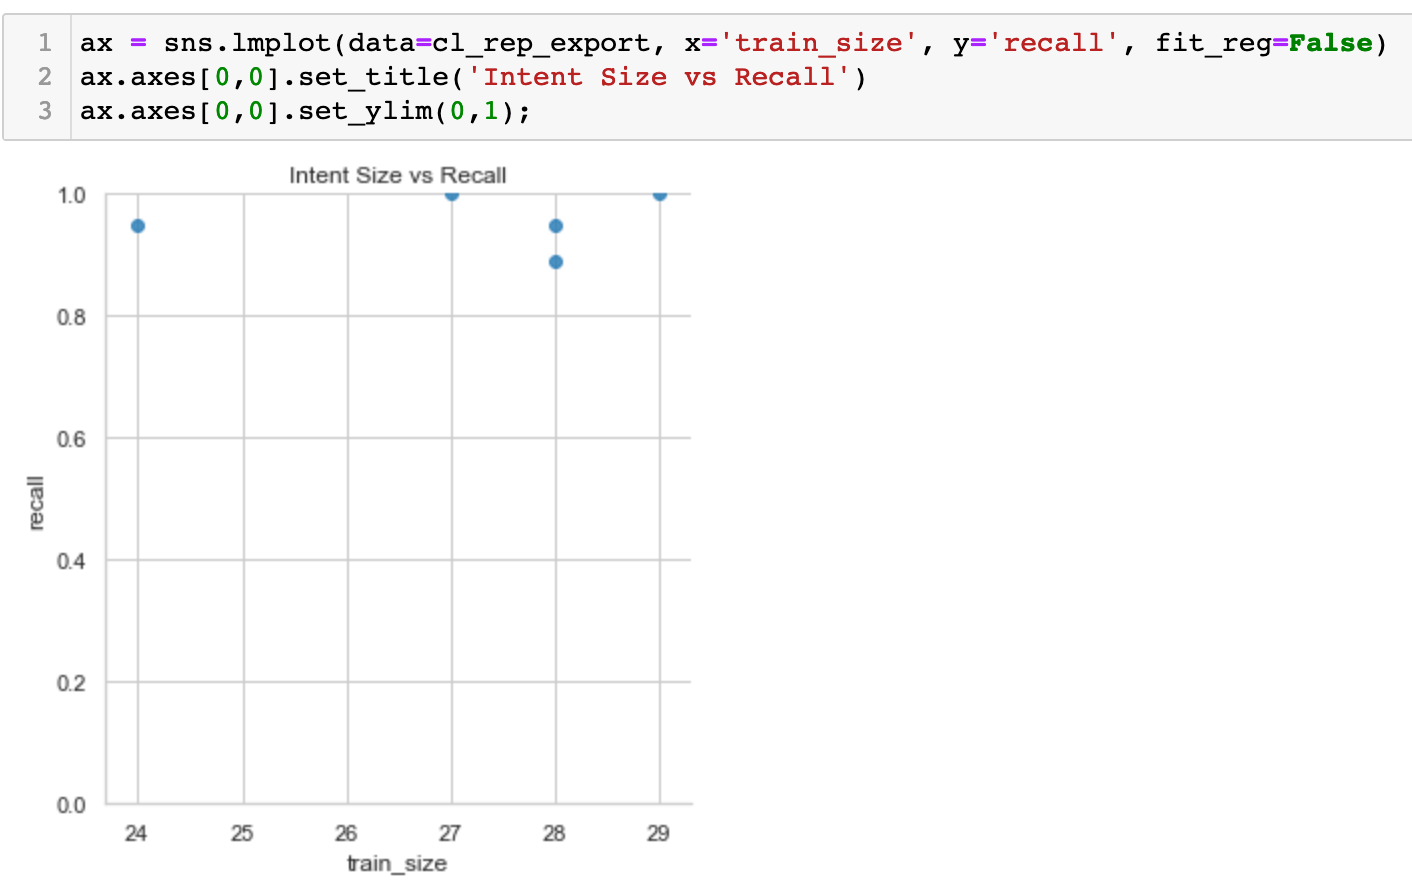 1 ax = sns.lmplot(data=cl_rep_export, x='train_size', y='recall', fit_reg=False)
2 ax.axes[0,0].set_title('Intent Size vs Recall')
3 ax.axes[0,0].set_ylim(0,1);
Intent Size vs Recall
1.0
0.8
0.6
recall
0.4
0.2
0.0
24 25 26 27 28 29
train_size